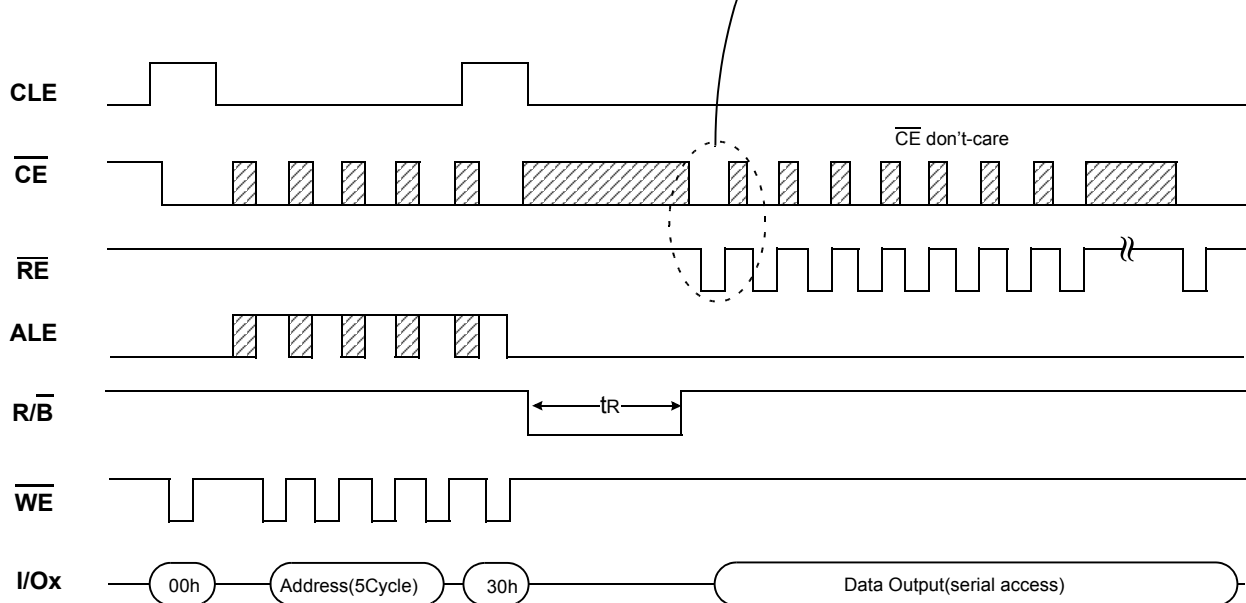 CLE
CE
CE don't-care
RE
ALE
R/B
tR
WE
I/Ox
00h
Address(5Cycle)
30h
Data Output(serial access)